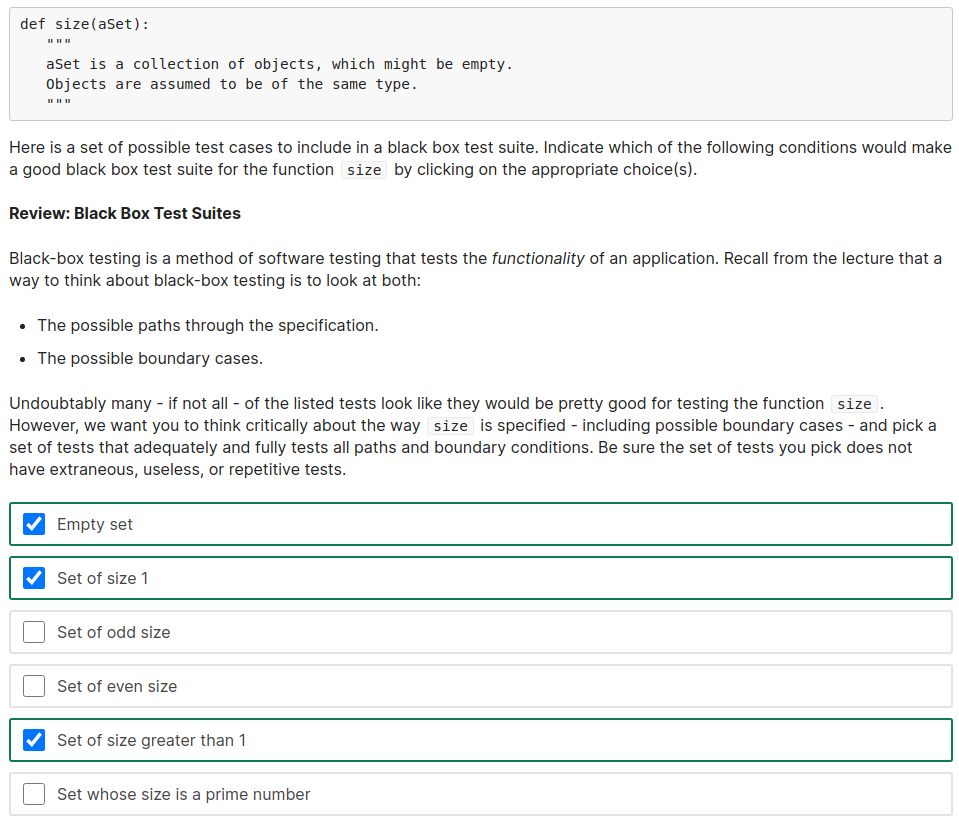 def size(aSet):
"""
aSet is a collection of objects, which might be empty.
Objects are assumed to be of the same type.
"""
Here is a set of possible test cases to include in a black box test suite. Indicate which of the following conditions would make
a good black box test suite for the function size by clicking on the appropriate choice(s).
Review: Black Box Test Suites
Black-box testing is a method of software testing that tests the functionality of an application. Recall from the lecture that a
way to think about black-box testing is to look at both:
• The possible paths through the specification.
• The possible boundary cases.
Undoubtably many - if not all - of the listed tests look like they would be pretty good for testing the function size.
However, we want you to think critically about the way size is specified - including possible boundary cases - and pick a
set of tests that adequately and fully tests all paths and boundary conditions. Be sure the set of tests you pick does not
have extraneous, useless, or repetitive tests.
Empty set
Set of size 1
Set of odd size
Set of even size
Set of size greater than 1
Set whose size is a prime number